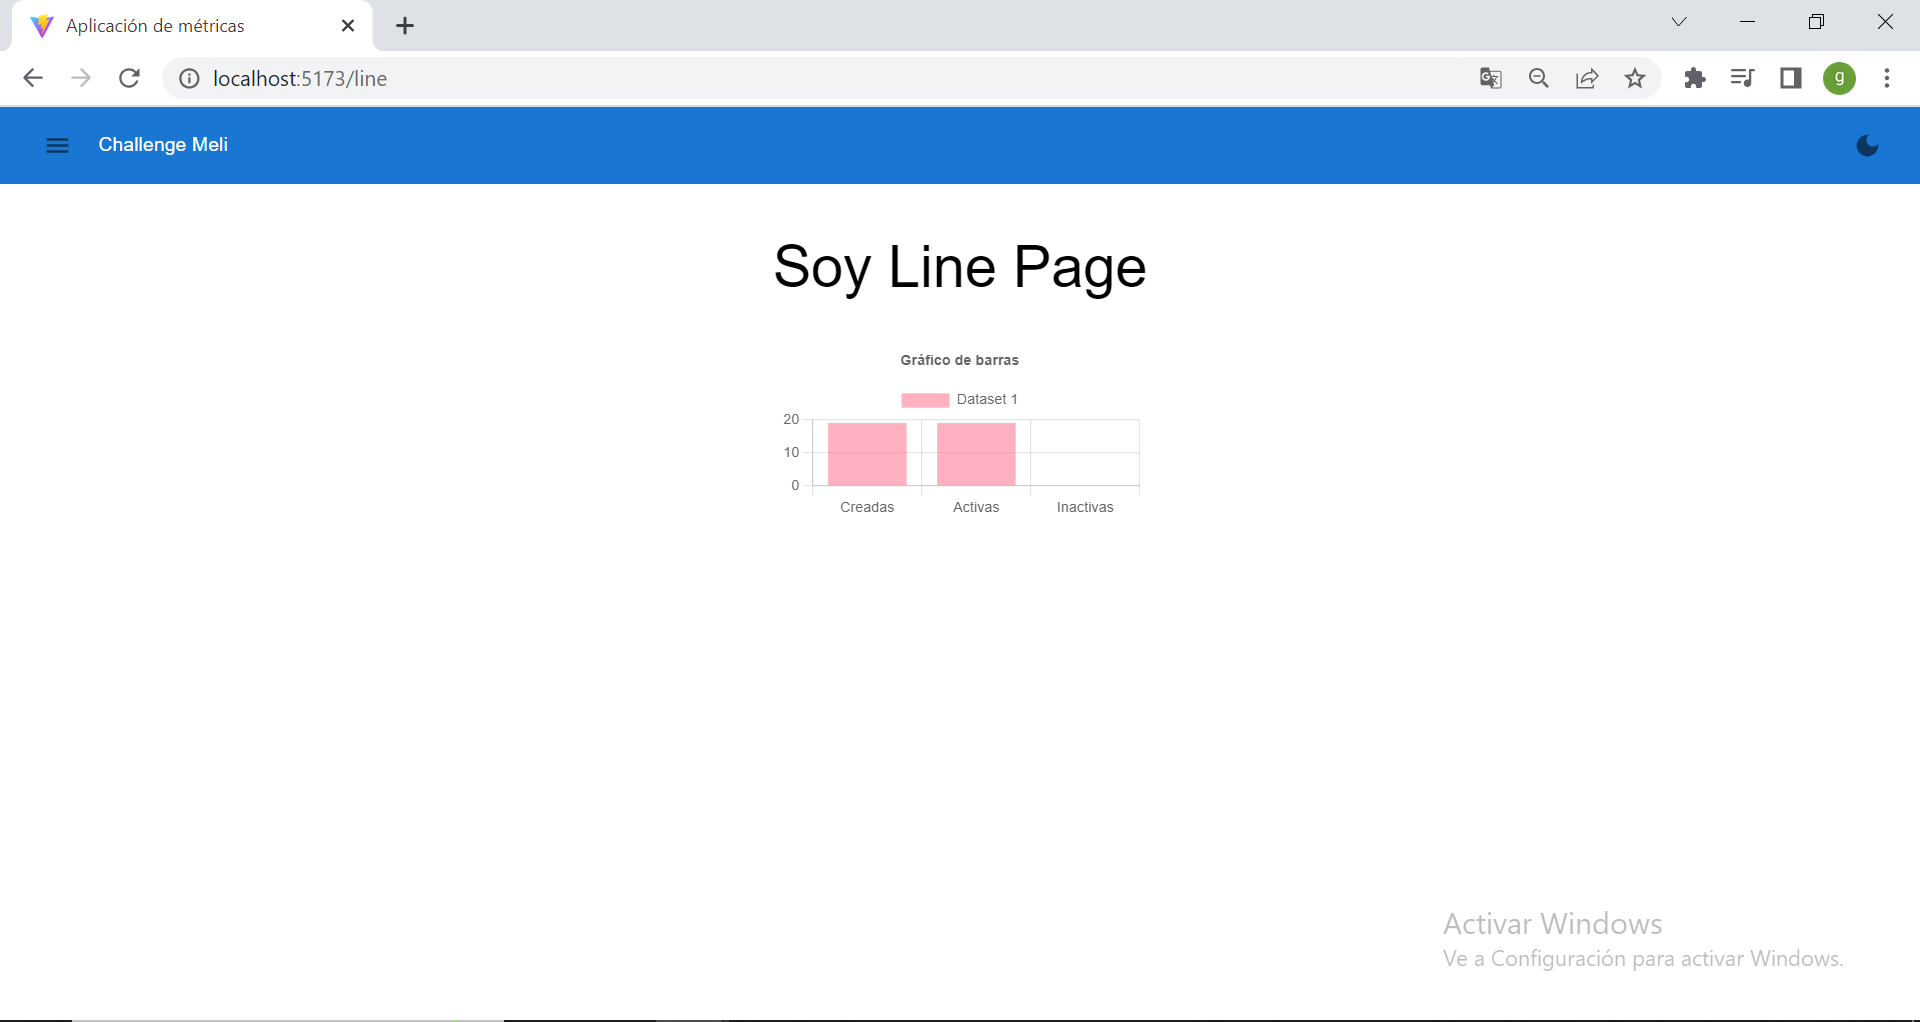 Aplicación de métricas
localhost:5173/line
g
Challenge Meli
Soy Line Page
Gráfico de barras
Dataset 1
20
10
0
Creadas Activas Inactivas
Activar Windows
Ve a Configuración para activar Windows.